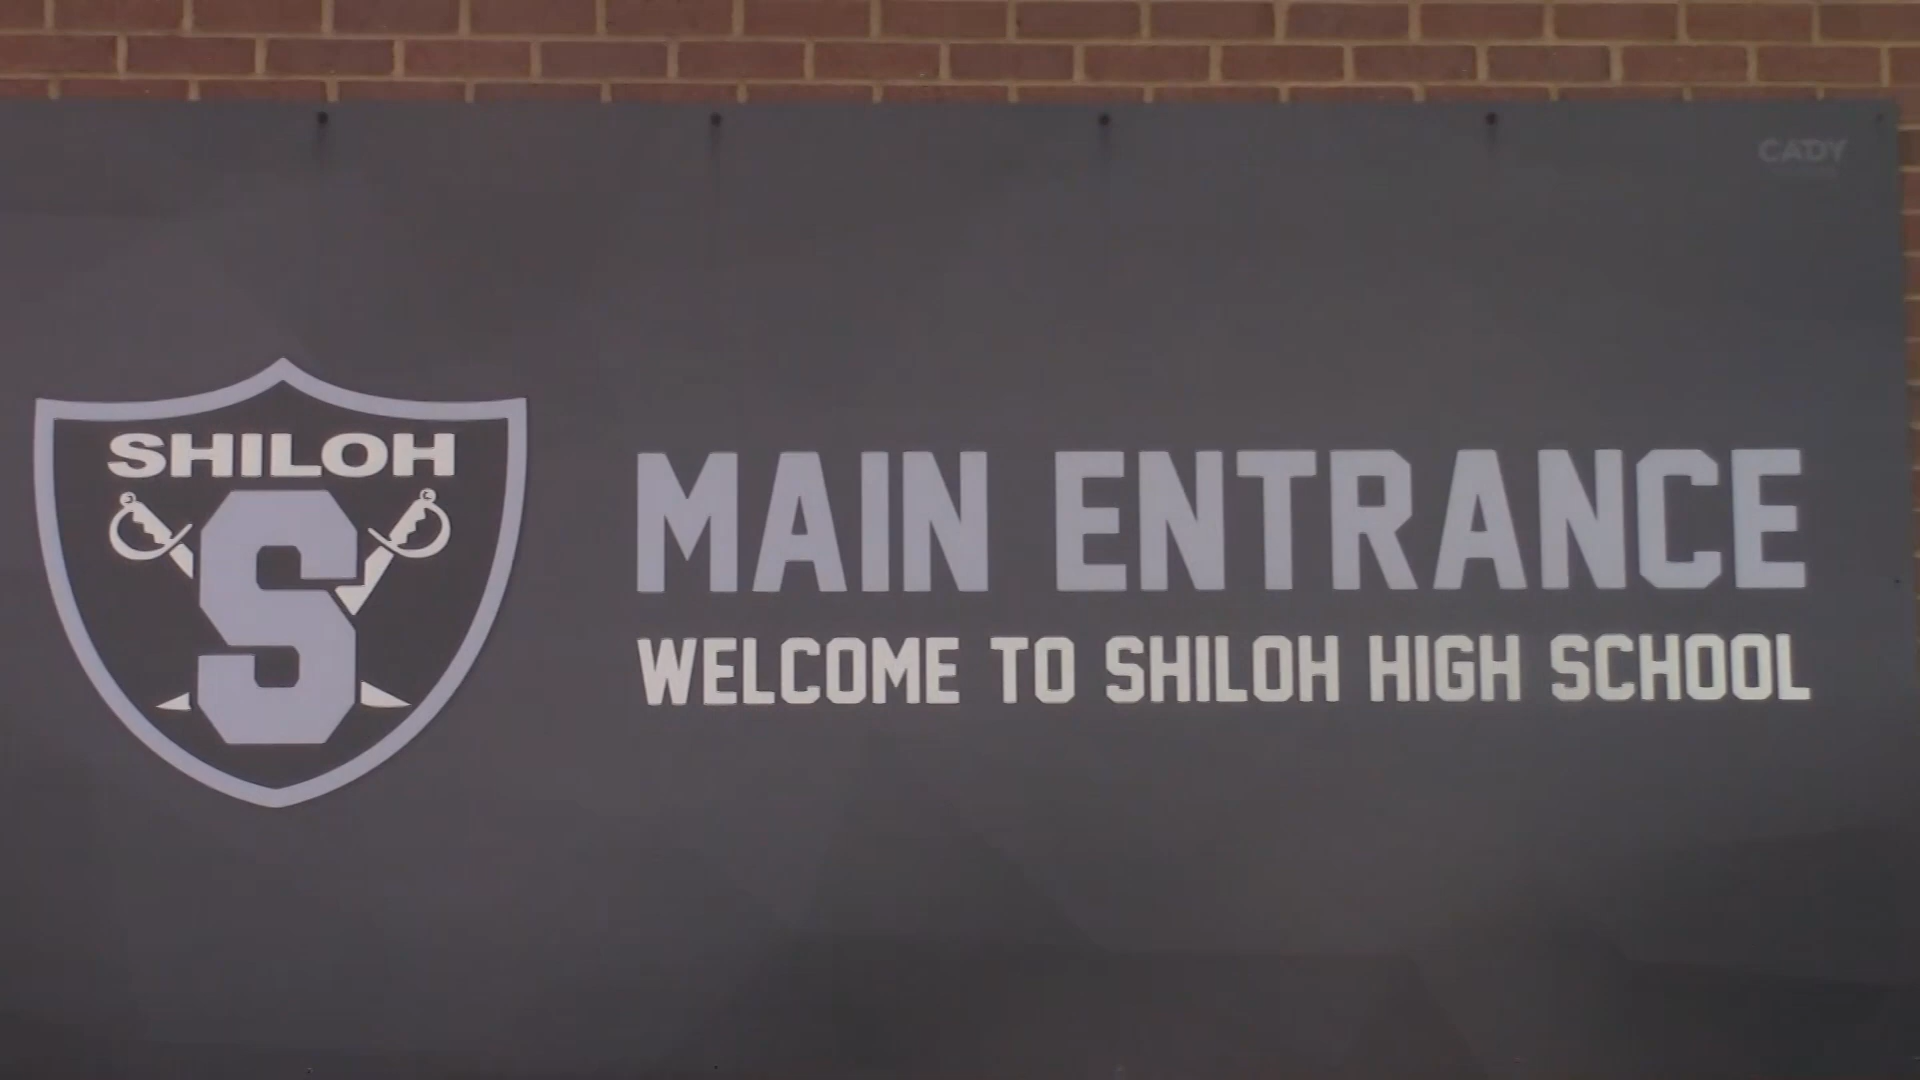 CADY
SHILOH
S
MAIN ENTRANCE
WELCOME TO SHILOH HIGH SCHOOL